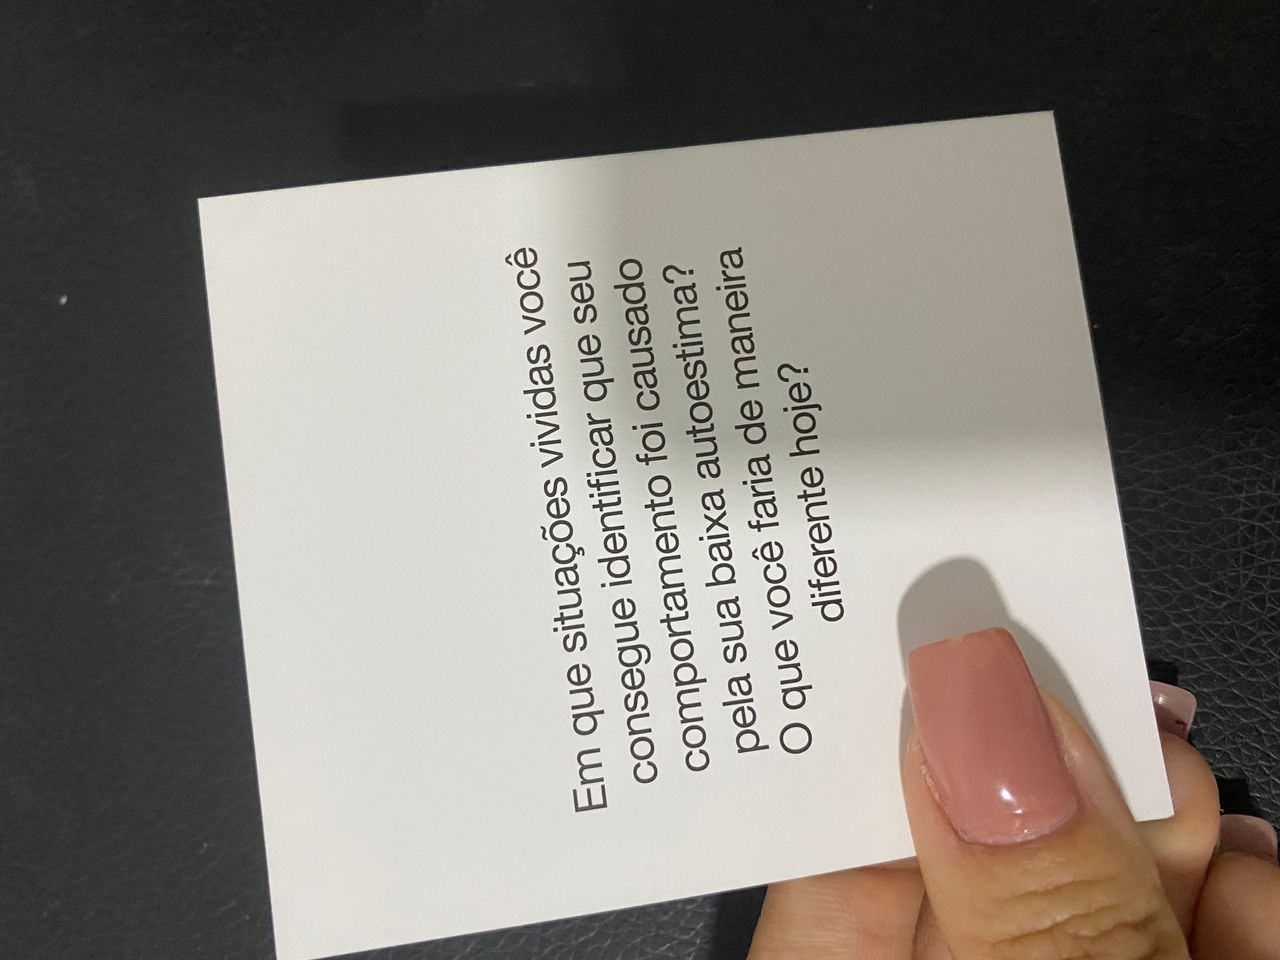 Em que situações vividas você
consegue identificar que seu
comportamento foi causado
pela sua baixa autoestima?
O que você faria de maneira
diferente hoje?